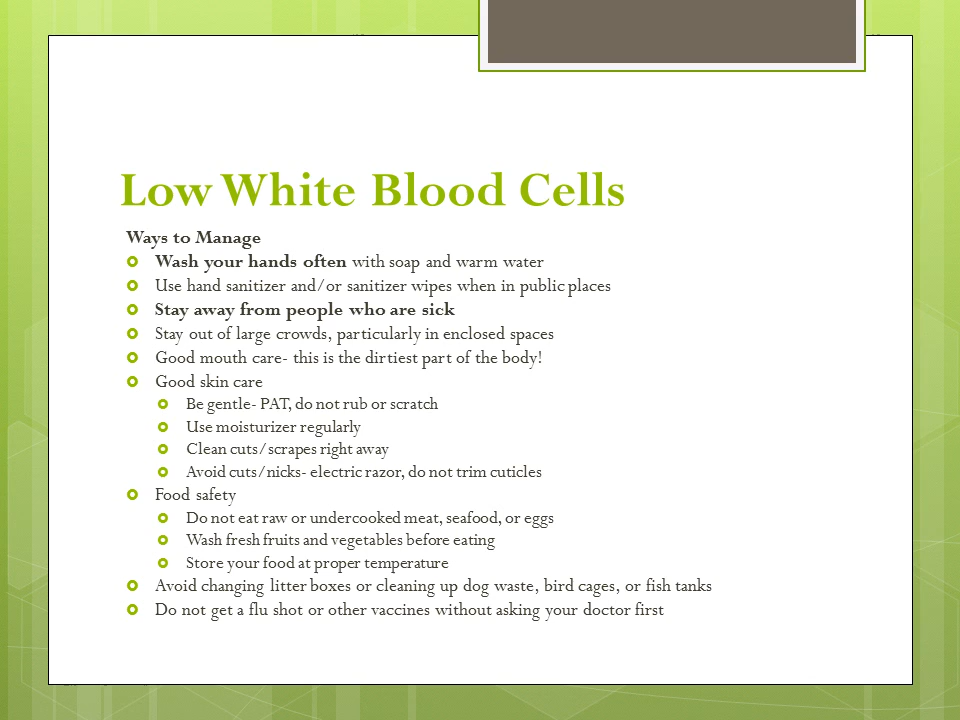 Low White Blood Cells
Ways to Manage
Wash your hands often with soap and warm water
Use hand sanitizer and/or sanitizer wipes when in public places
Stay away from people who are sick
Stay out of large crowds, particularly in enclosed spaces
Good mouth care- this is the dirtiest part of the body!
Good skin care
Be gentle- PAT, do not rub or scratch
Use moisturizer regularly
Clean cuts/scrapes right away
Avoid cuts/nicks- electric razor, do not trim cuticles
Food safety
Do not eat raw or undercooked meat, seafood, or eggs
Wash fresh fruits and vegetables before eating
Store your food at proper temperature
Avoid changing litter boxes or cleaning up dog waste, bird cages, or fish tanks
Do not get a flu shot or other vaccines without asking your doctor first